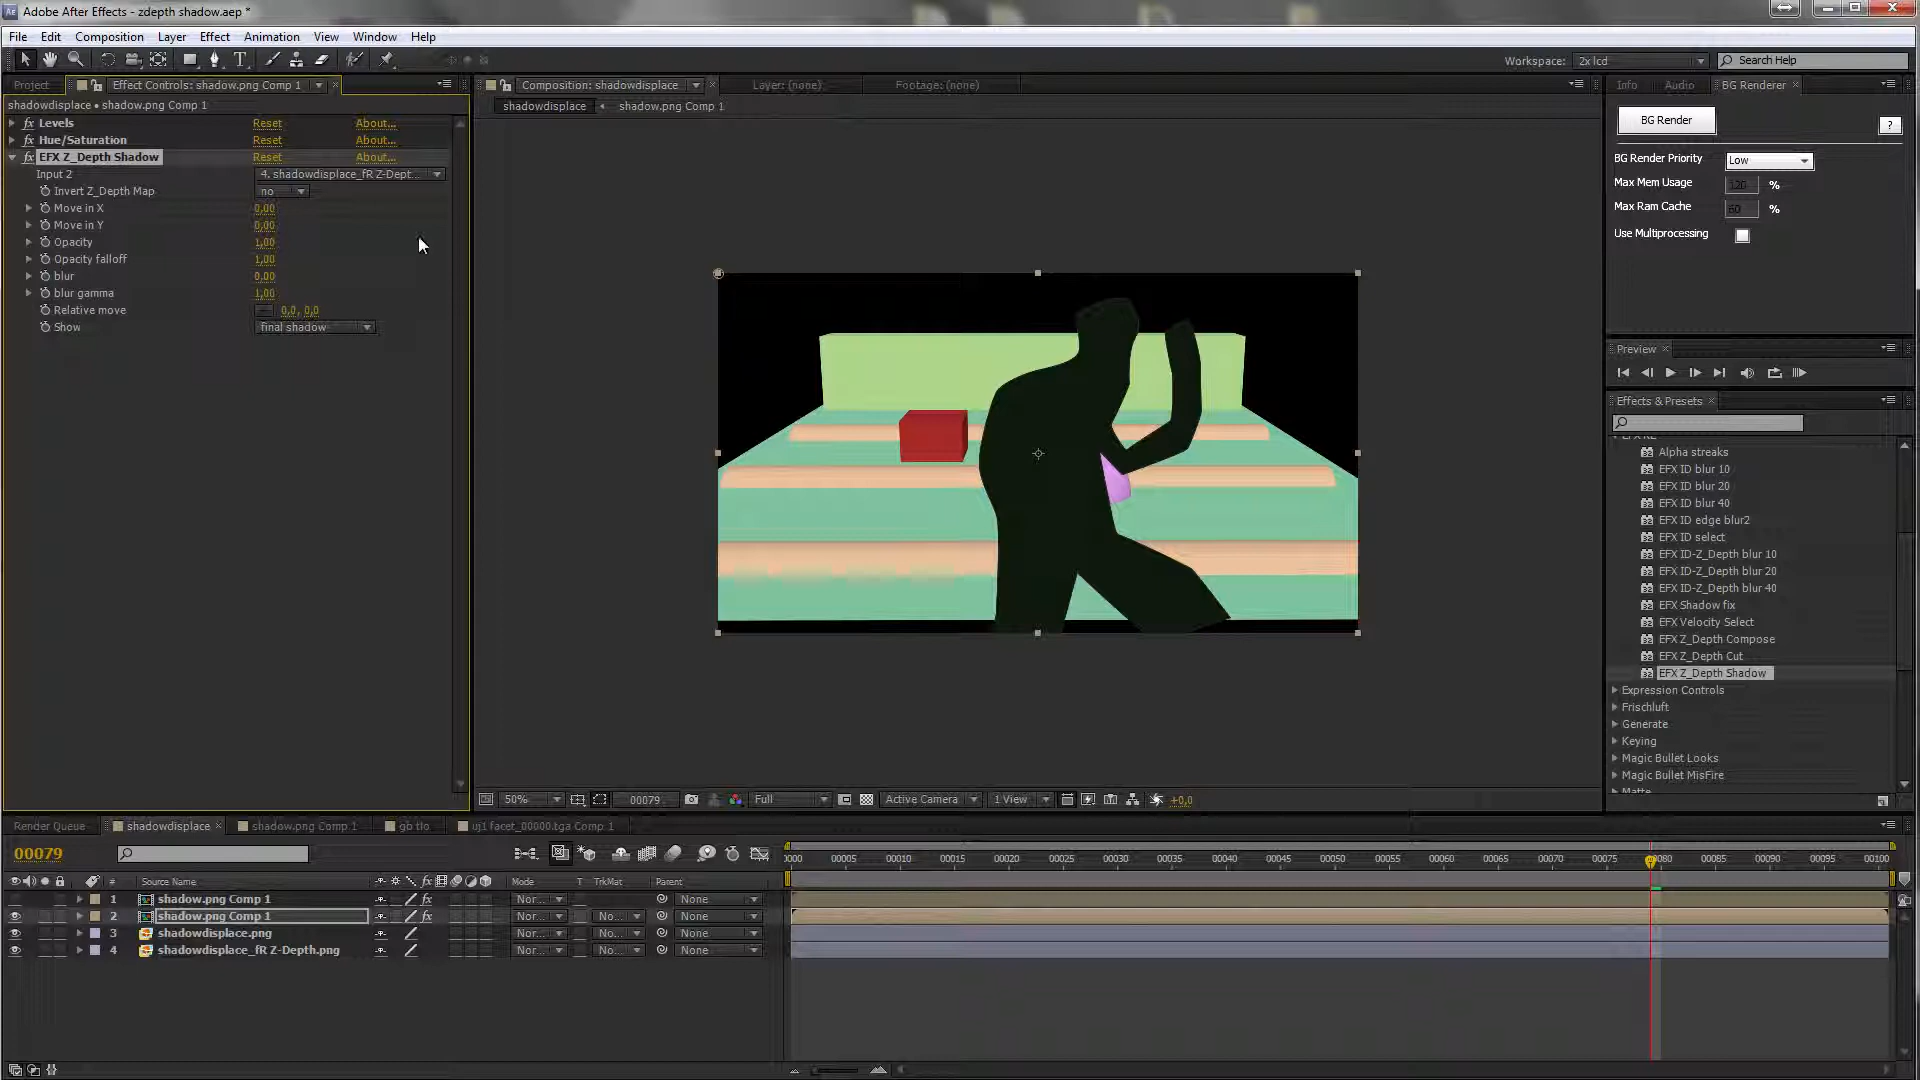 Adobe After Effects - zdepth shadow.aep *
File Edit Composition Layer Effect Animation View Window Help
Workspace: 2x lcd Search Help
Project Effect Controls: shadow.png Comp 1 Composition: shadowdisplace Layer: (none) Footage: (none) Info Audio BG Renderer
shadowdisplace • shadow.png Comp 1
shadowdisplace shadow.png Comp 1
fx Levels Reset About...
fx Hue/Saturation Reset About...
fx EFX Z_Depth Shadow Reset About...
Input 2 4. shadowdisplace_fR Z-Dept...
Invert Z_Depth Map no
Move in X 0,00
Move in Y 0,00
Opacity 1,00
Opacity falloff 1,00
blur 0,00
blur gamma 1,00
Relative move 0,0, 0,0
Show final shadow
BG Render ?
BG Render Priority Low
Max Mem Usage 120 %
Max Ram Cache 60 %
Use Multiprocessing
Preview
Effects & Presets
Alpha streaks
EFX ID blur 10
EFX ID blur 20
EFX ID blur 40
EFX ID edge blur2
EFX ID select
EFX ID-Z_Depth blur 10
EFX ID-Z_Depth blur 20
EFX ID-Z_Depth blur 40
EFX Shadow fix
EFX Velocity Select
EFX Z_Depth Compose
EFX Z_Depth Cut
EFX Z_Depth Shadow
Expression Controls
Frischluft
Generate
Keying
Magic Bullet Looks
Magic Bullet MisFire
Matte
50% 00079 Full Active Camera 1 View +0,0
Render Queue shadowdisplace shadow.png Comp 1 gb tlo uj1 facet_00000.tga Comp 1
00079
0000 00005 00010 00015 00020 00025 00030 00035 00040 00045 00050 00055 00060 00065 00070 00075 00080 00085 00090 00095 00100
# Source Name fx Mode T TrkMat Parent
1 shadow.png Comp 1 fx Nor... None
2 shadow.png Comp 1 fx Nor... No... None
3 shadowdisplace.png Nor... No... None
4 shadowdisplace_fR Z-Depth.png Nor... No... None